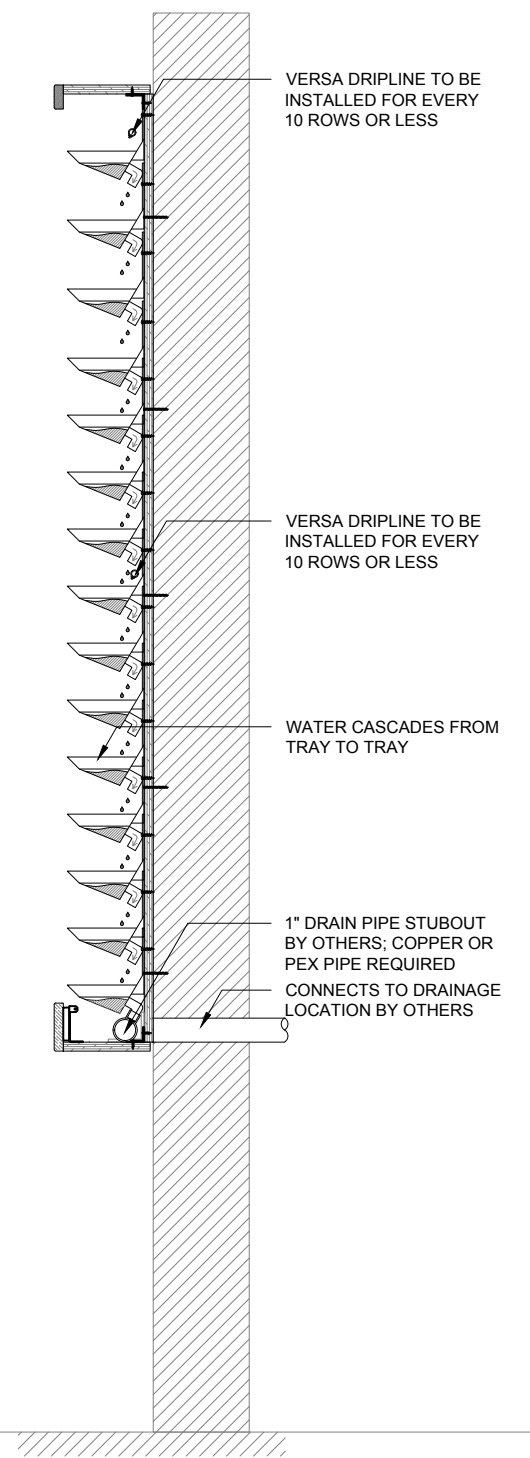 VERSA DRIPLINE TO BE
INSTALLED FOR EVERY
10 ROWS OR LESS
VERSA DRIPLINE TO BE
INSTALLED FOR EVERY
10 ROWS OR LESS
WATER CASCADES FROM
TRAY TO TRAY
1" DRAIN PIPE STUBOUT
BY OTHERS; COPPER OR
PEX PIPE REQUIRED
CONNECTS TO DRAINAGE
LOCATION BY OTHERS